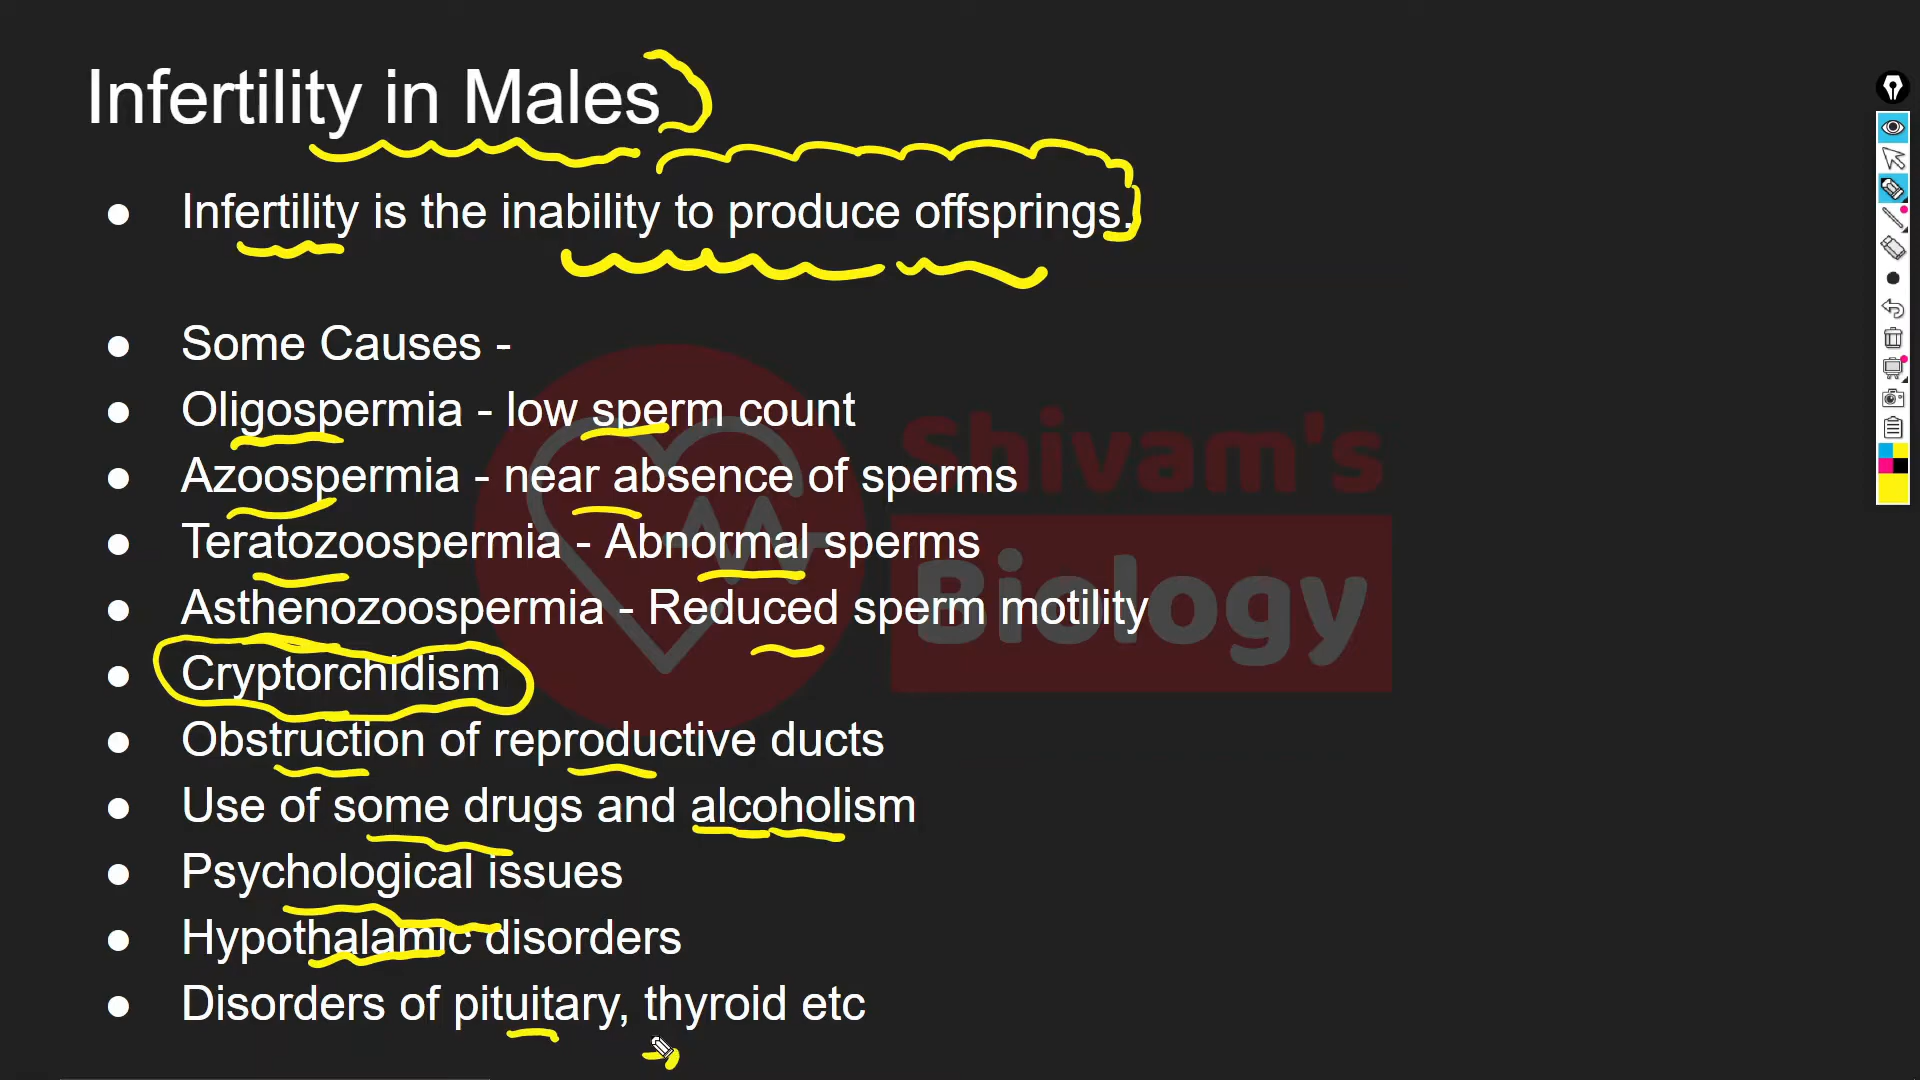 Infertility in Males
● Infertility is the inability to produce offsprings.
● Some Causes -
● Oligospermia - low sperm count
● Azoospermia - near absence of sperms
● Teratozoospermia - Abnormal sperms
● Asthenozoospermia - Reduced sperm motility
● Cryptorchidism
● Obstruction of reproductive ducts
● Use of some drugs and alcoholism
● Psychological issues
● Hypothalamic disorders
● Disorders of pituitary, thyroid etc
Shivam's
Biology